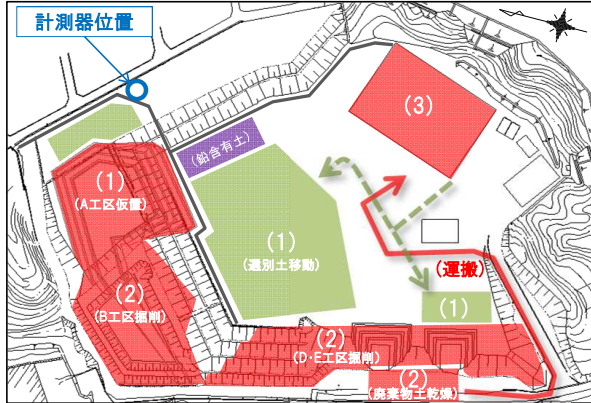 計測器位置
(3)
(鉛含有土)
(1)
(A工区仮置)
(1)
(選別土移動)
(運搬)
(2)
(B工区掘削)
(1)
(2)
(D・E工区掘削)
(2)
(廃棄物土乾燥)